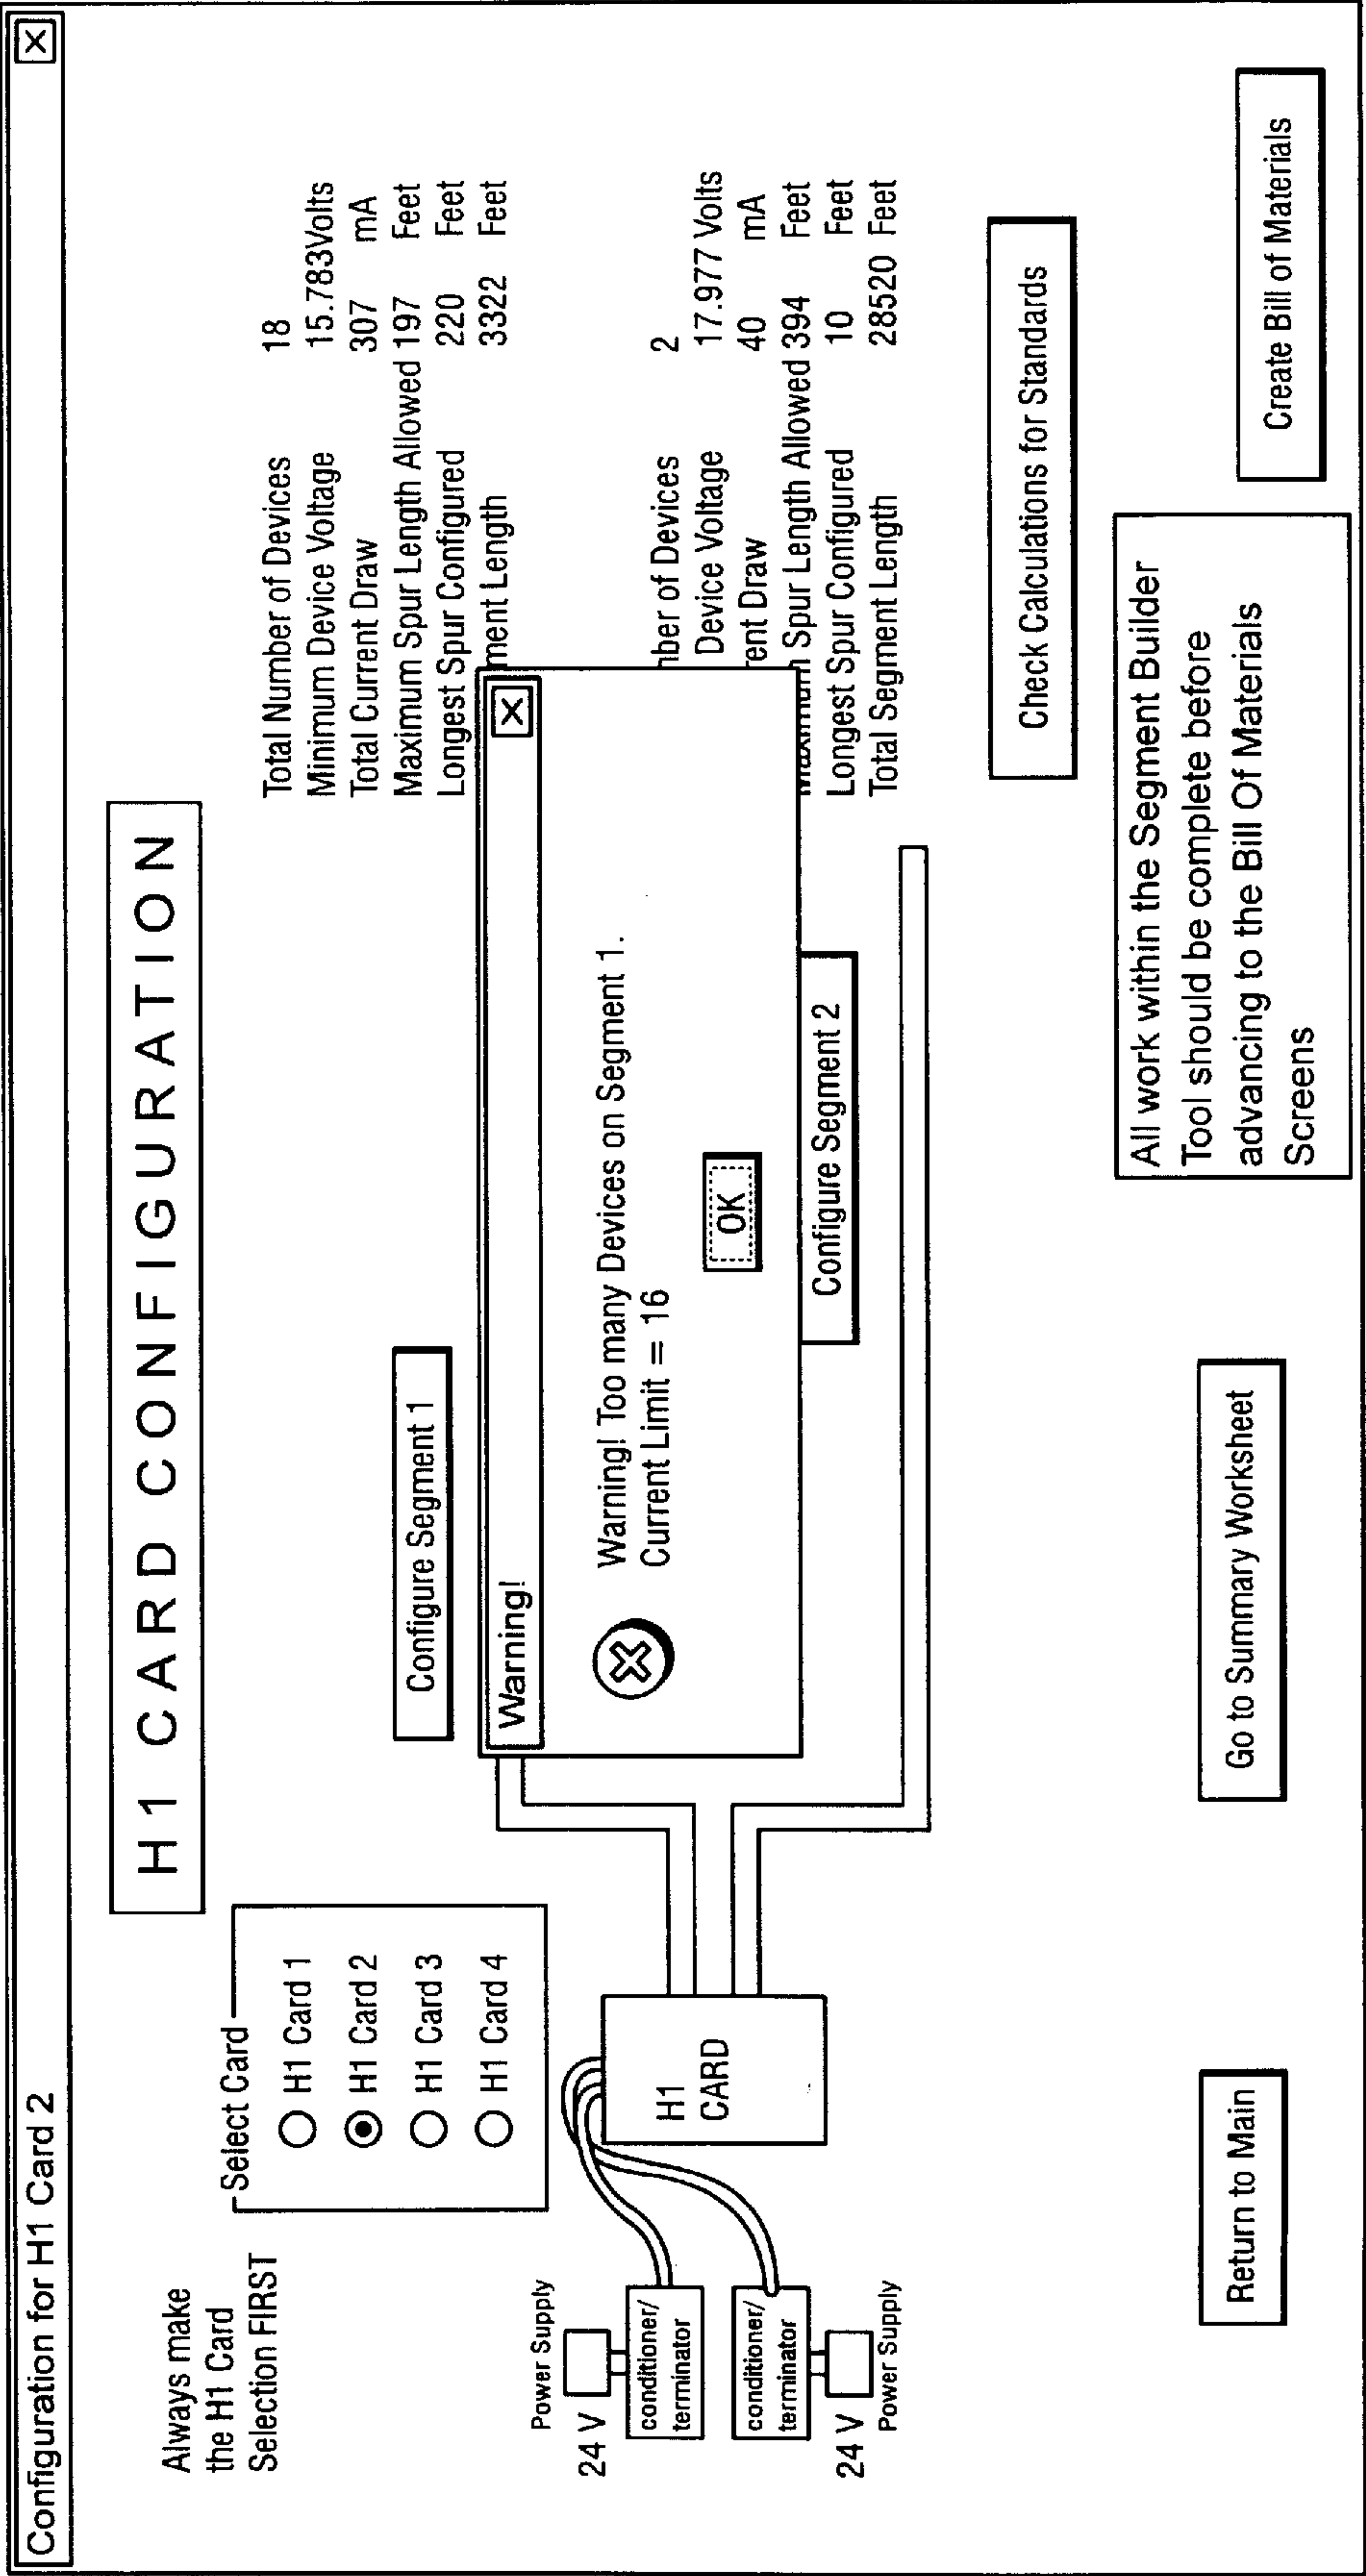 Configuration for H1 Card 2
X
H1 CARD CONFIGURATION
Always make
the H1 Card
Selection FIRST
Select Card
H1 Card 1
H1 Card 2
H1 Card 3
H1 Card 4
Configure Segment 1
Total Number of Devices 18
Minimum Device Voltage 15.783Volts
Total Current Draw 307 mA
Maximum Spur Length Allowed 197 Feet
Longest Spur Configured 220 Feet
ment Length 3322 Feet
Warning!
X
Warning! Too many Devices on Segment 1.
Current Limit = 16
OK
Power Supply
24 V
conditioner/
terminator
H1
CARD
conditioner/
terminator
24 V
Power Supply
Configure Segment 2
nber of Devices 2
Device Voltage 17.977 Volts
rent Draw 40 mA
Maximum Spur Length Allowed 394 Feet
Longest Spur Configured 10 Feet
Total Segment Length 28520 Feet
Check Calculations for Standards
All work within the Segment Builder
Tool should be complete before
advancing to the Bill Of Materials
Screens
Return to Main
Go to Summary Worksheet
Create Bill of Materials